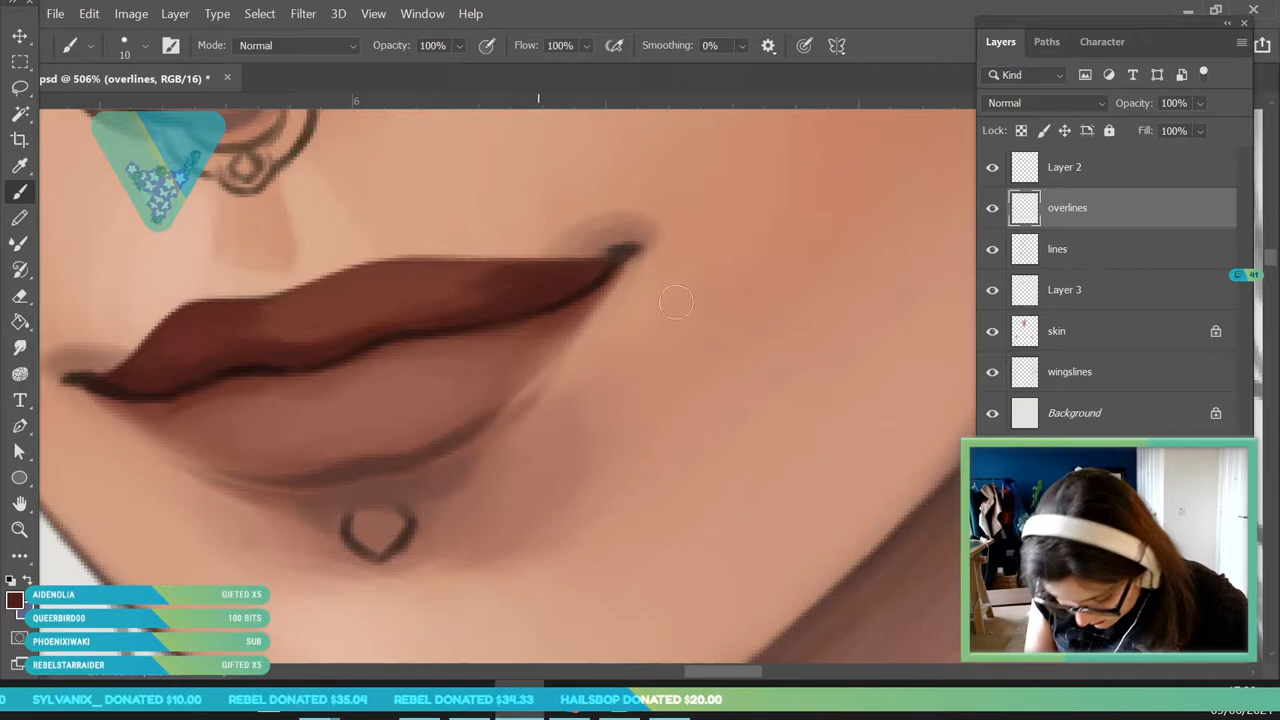 File Edit Image Layer Type Select Filter 3D View Window Help
10 Mode: Normal Opacity: 100% Flow: 100% Smoothing: 0%
psd @ 506% (overlines, RGB/16) * ×
6
Layers Paths Character
Kind
Normal Opacity: 100%
Lock: Fill: 100%
Layer 2
overlines
lines
41
Layer 3
skin
wingslines
Background
AIDENOLIA GIFTED X5
QUEERBIRD00 100 BITS
PHOENIXIWAKI SUB
REBELSTARRAIDER GIFTED X5
0 SYLVANIX_ DONATED $10.00 REBEL DONATED $35.04 REBEL DONATED $34.33 HAILSBOP DONATED $20.00